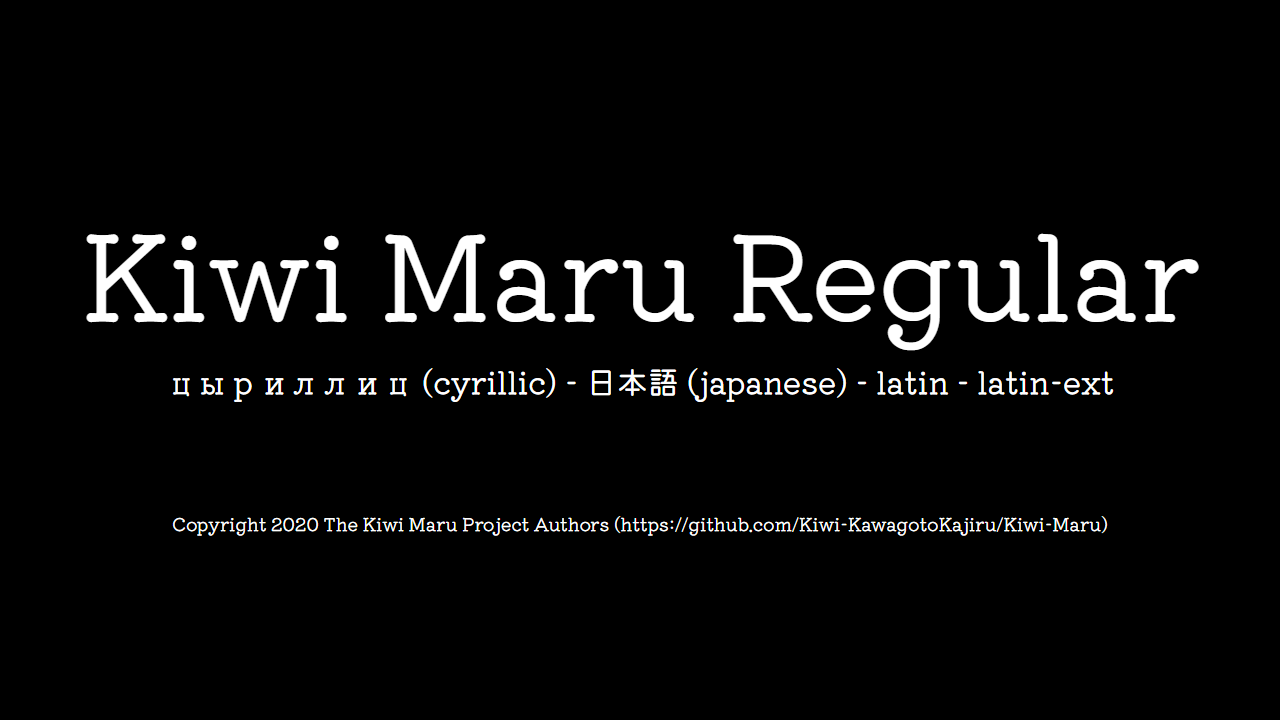 Kiwi Maru Regular
цыриллиц (cyrillic) - 日本語 (japanese) - latin - latin-ext
Copyright 2020 The Kiwi Maru Project Authors (https://github.com/Kiwi-KawagotoKajiru/Kiwi-Maru)